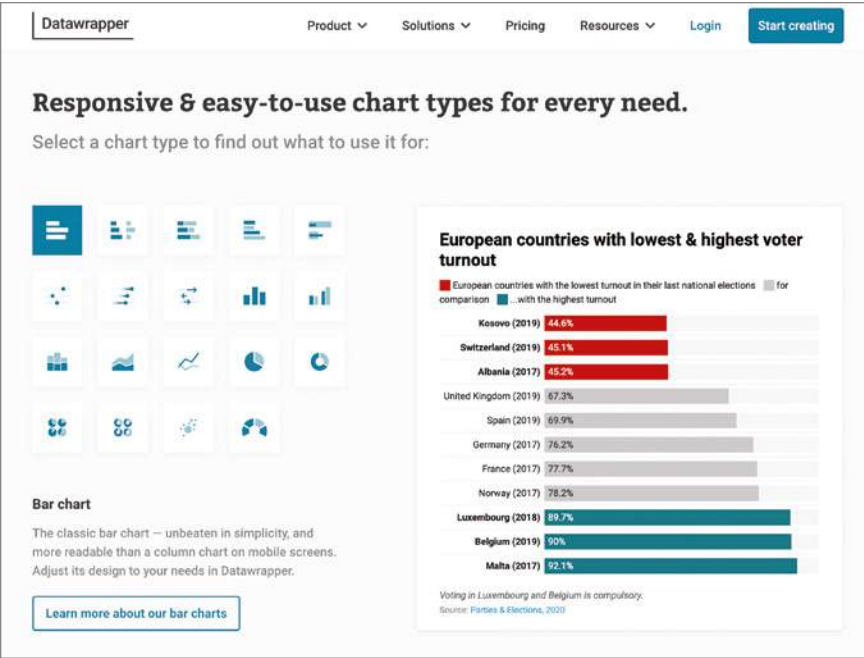 Datawrapper
Product
Solutions
Pricing
Resources
Login
Start creating
Responsive & easy-to-use chart types for every need.
Select a chart type to find out what to use it for:
Bar chart
The classic bar chart — unbeaten in simplicity, and
more readable than a column chart on mobile screens.
Adjust its design to your needs in Datawrapper.
Learn more about our bar charts
European countries with lowest & highest voter
turnout
European countries with the lowest turnout in their last national elections for
comparison ...with the highest turnout
Kosovo (2019) 44.6%
Switzerland (2019) 45.1%
Albania (2017) 45.2%
United Kingdom (2019) 67.3%
Spain (2019) 69.9%
Germany (2017) 76.2%
France (2017) 77.7%
Norway (2017) 78.2%
Luxembourg (2018) 89.7%
Belgium (2019) 90%
Malta (2017) 92.1%
Voting in Luxembourg and Belgium is compulsory.
Source: Parties & Elections, 2020